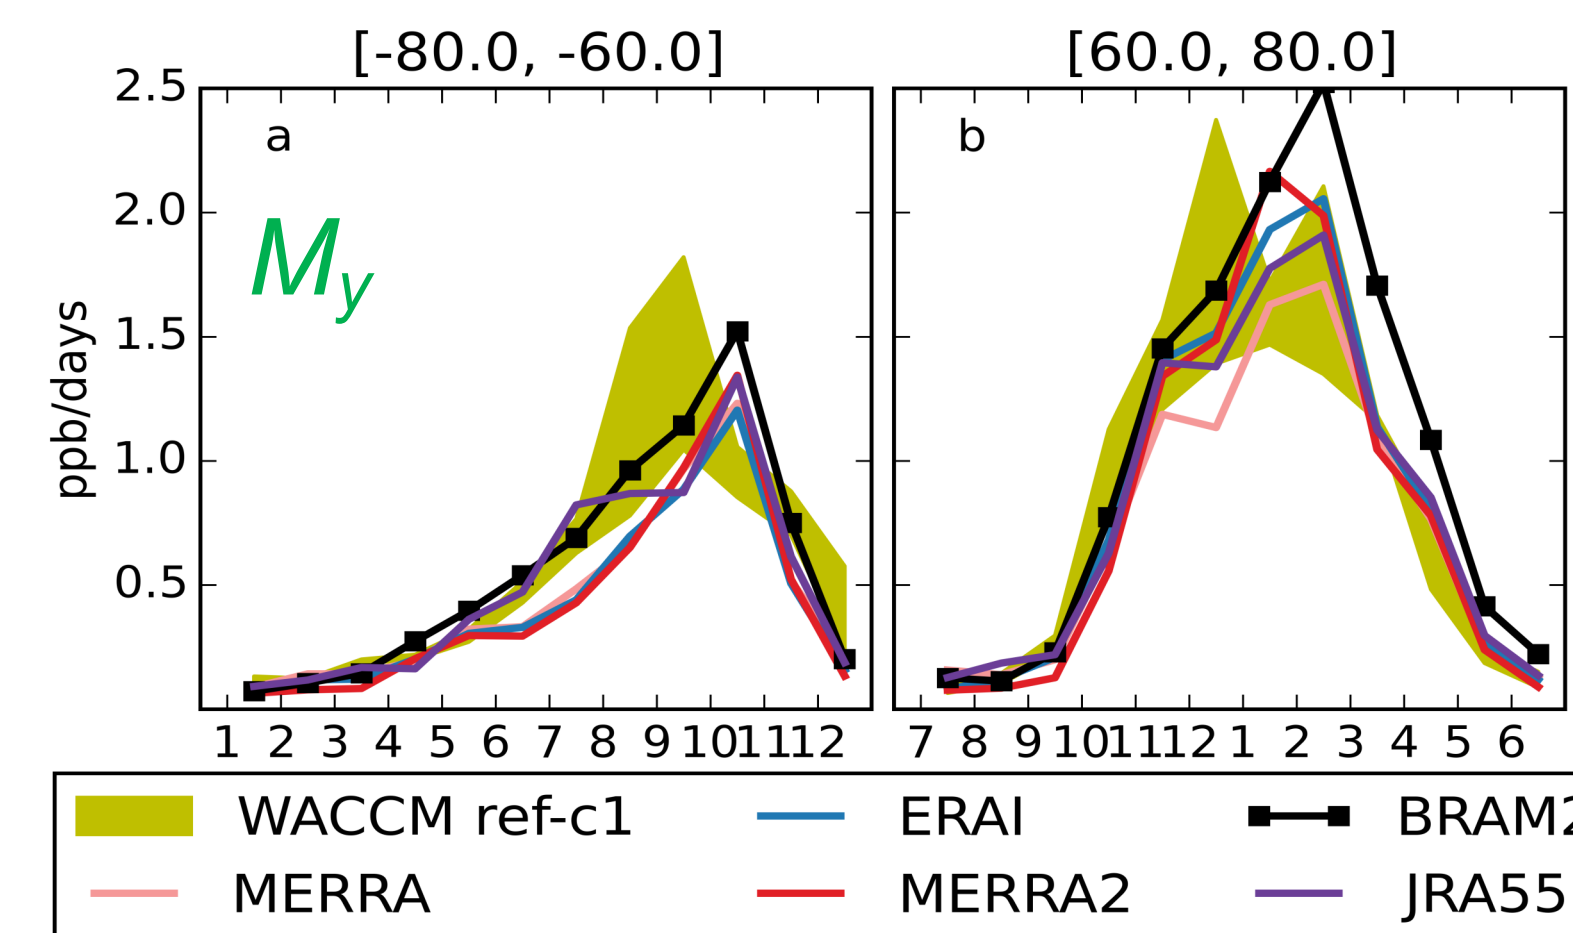 [-80.0, -60.0] [60.0, 80.0]
2.5
2.0
1.5
1.0
0.5
ppb/days
a
b
My
1 2 3 4 5 6 7 8 9 10 11 12
7 8 9 10 11 12 1 2 3 4 5 6
WACCM ref-c1 ERAI BRAM2
MERRA MERRA2 JRA55